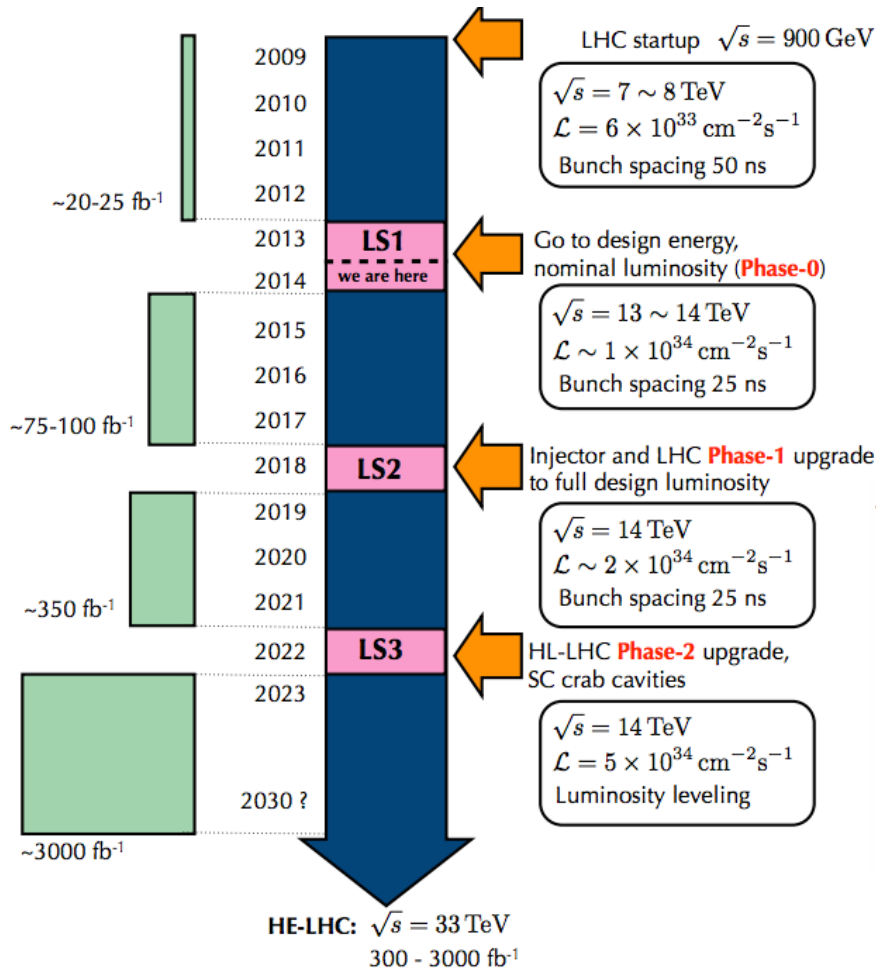 LHC startup √s = 900 GeV
2009
√s = 7 ∼ 8 TeV
2010
ℒ = 6 × 10³³ cm⁻²s⁻¹
2011
Bunch spacing 50 ns
2012
~20-25 fb⁻¹
2013
LS1
Go to design energy,
we are here
nominal luminosity (Phase-0)
2014
√s = 13 ∼ 14 TeV
2015
ℒ ∼ 1 × 10³⁴ cm⁻²s⁻¹
2016
Bunch spacing 25 ns
2017
~75-100 fb⁻¹
Injector and LHC Phase-1 upgrade
2018
LS2
to full design luminosity
2019
√s = 14 TeV
2020
ℒ ∼ 2 × 10³⁴ cm⁻²s⁻¹
2021
Bunch spacing 25 ns
~350 fb⁻¹
2022
LS3
HL-LHC Phase-2 upgrade,
SC crab cavities
2023
√s = 14 TeV
ℒ = 5 × 10³⁴ cm⁻²s⁻¹
2030 ?
Luminosity leveling
~3000 fb⁻¹
HE-LHC: √s = 33 TeV
300 - 3000 fb⁻¹